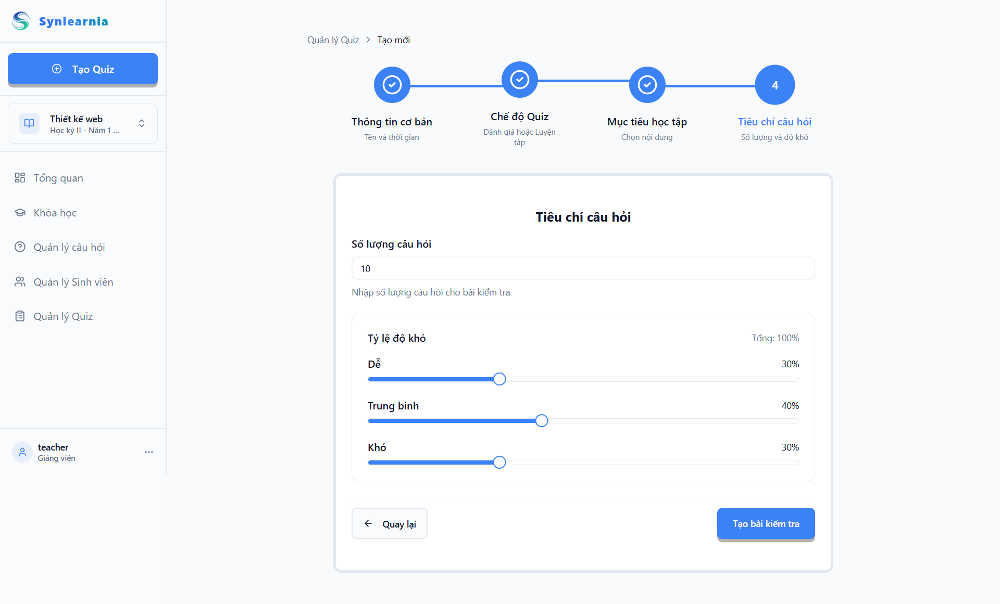 Synlearnia
Tạo Quiz
Thiết kế web
Học kỳ II - Năm 1 ...
Tổng quan
Khóa học
Quản lý câu hỏi
Quản lý Sinh viên
Quản lý Quiz
teacher
Giảng viên
Quản lý Quiz > Tạo mới
Thông tin cơ bản
Tên và thời gian
Chế độ Quiz
Đánh giá hoặc Luyện
tập
Mục tiêu học tập
Chọn nội dung
4
Tiêu chí câu hỏi
Số lượng và độ khó
Tiêu chí câu hỏi
Số lượng câu hỏi
10
Nhập số lượng câu hỏi cho bài kiểm tra
Tỷ lệ độ khó Tổng: 100%
Dễ 30%
Trung bình 40%
Khó 30%
Quay lại
Tạo bài kiểm tra